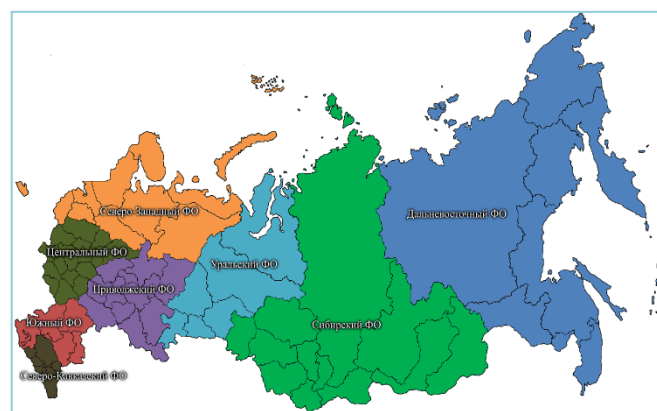 Северо-Западный ФО
Дальневосточный ФО
Центральный ФО
Уральский ФО
Приволжский ФО
Южный ФО
Сибирский ФО
Северо-Кавказский ФО